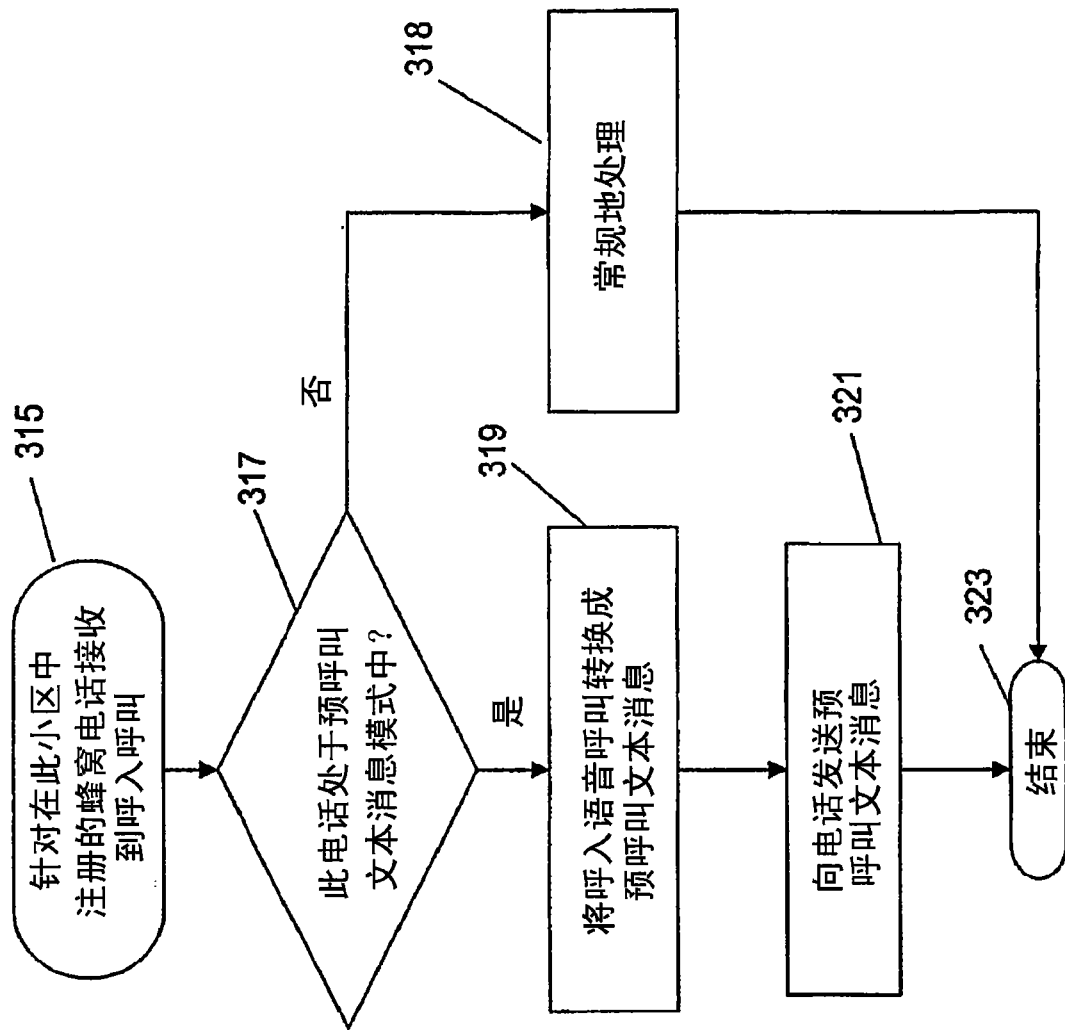 针对在此小区中
注册的蜂窝电话接收
到呼入呼叫
315
此电话处于预呼叫
文本消息模式中?
317
否
是
常规地处理
318
将呼入语音呼叫转换成
预呼叫文本消息
319
向电话发送预
呼叫文本消息
321
结束
323